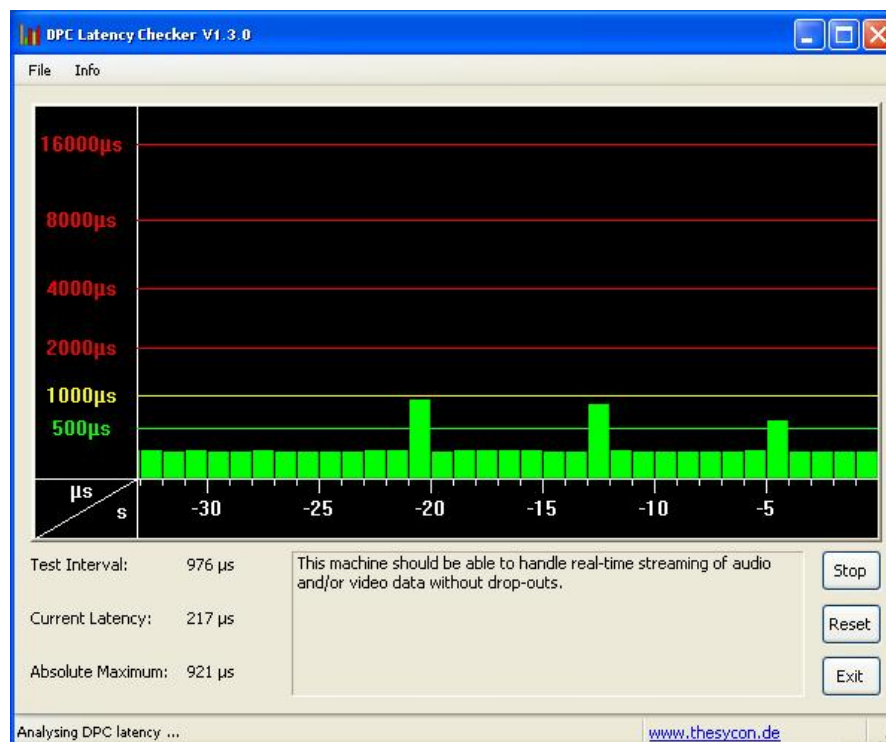 DPC Latency Checker V1.3.0
File Info
16000µs
8000µs
4000µs
2000µs
1000µs
500µs
µs
s
-30 -25 -20 -15 -10 -5
Test Interval: 976 µs
Current Latency: 217 µs
Absolute Maximum: 921 µs
This machine should be able to handle real-time streaming of audio
and/or video data without drop-outs.
Stop
Reset
Exit
Analysing DPC latency ...
www.thesycon.de